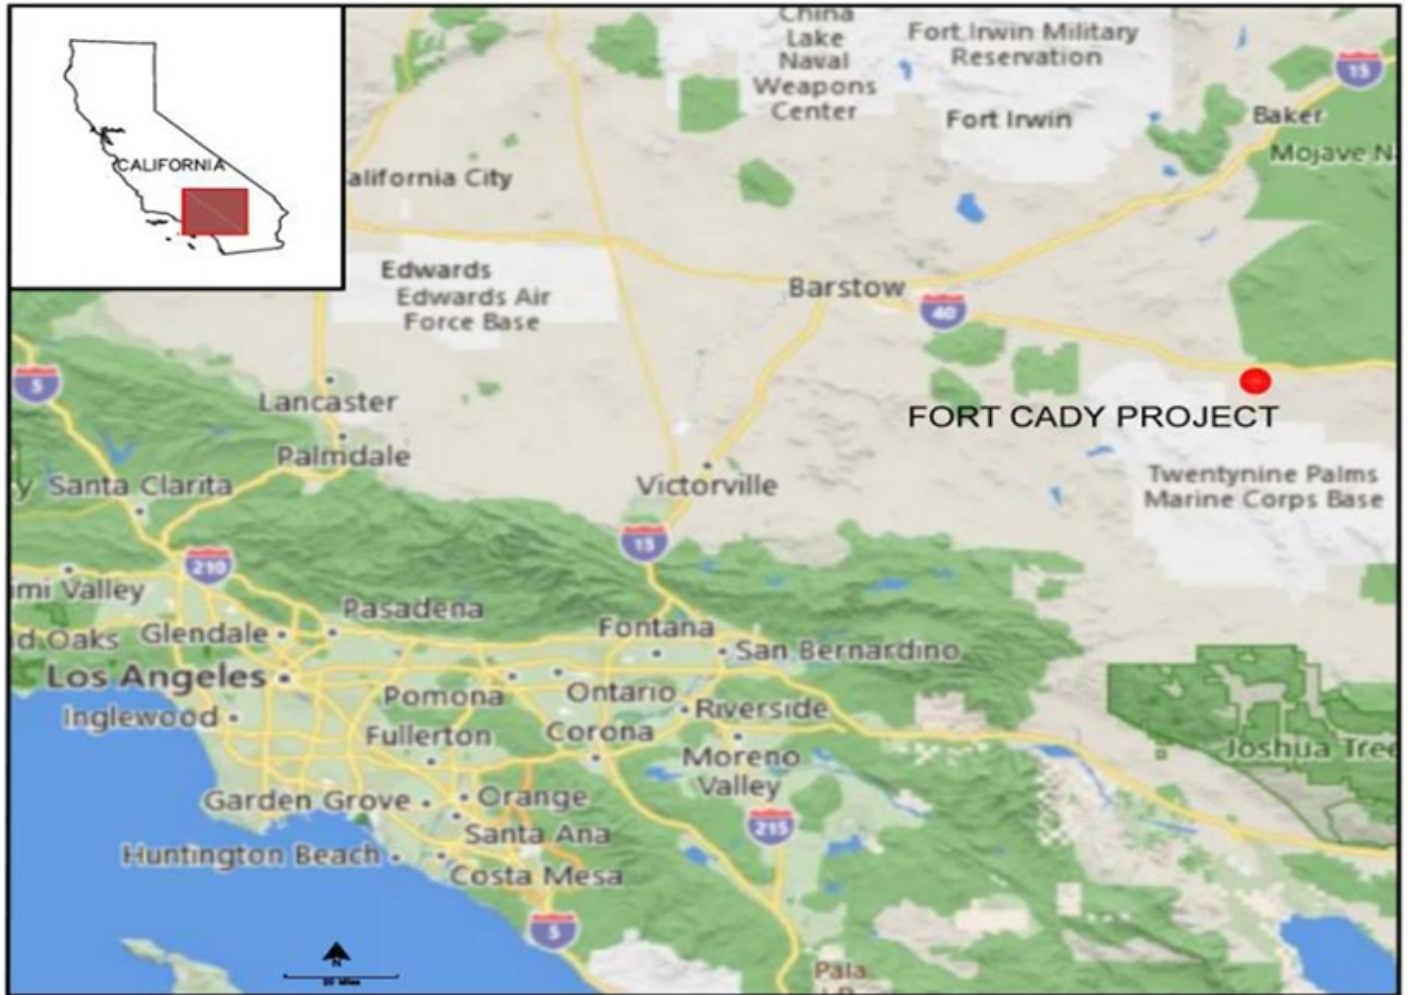 CALIFORNIA
China
Lake
Naval
Weapons
Center
Fort Irwin Military
Reservation
Fort Irwin
15
Baker
Mojave N
alifornia City
Edwards
Edwards Air
Force Base
Barstow
40
5
Lancaster
Palmdale
FORT CADY PROJECT
Santa Clarita
Victorville
Twentynine Palms
Marine Corps Base
15
210
imi Valley
Pasadena
Fontana
d Oaks
Glendale
San Bernardino
Los Angeles
Pomona
Ontario
Inglewood
Riverside
Fullerton
Corona
Moreno
Valley
Joshua Tree
Garden Grove
Orange
Santa Ana
215
Huntington Beach
Costa Mesa
5
N
20 Miles
Pala